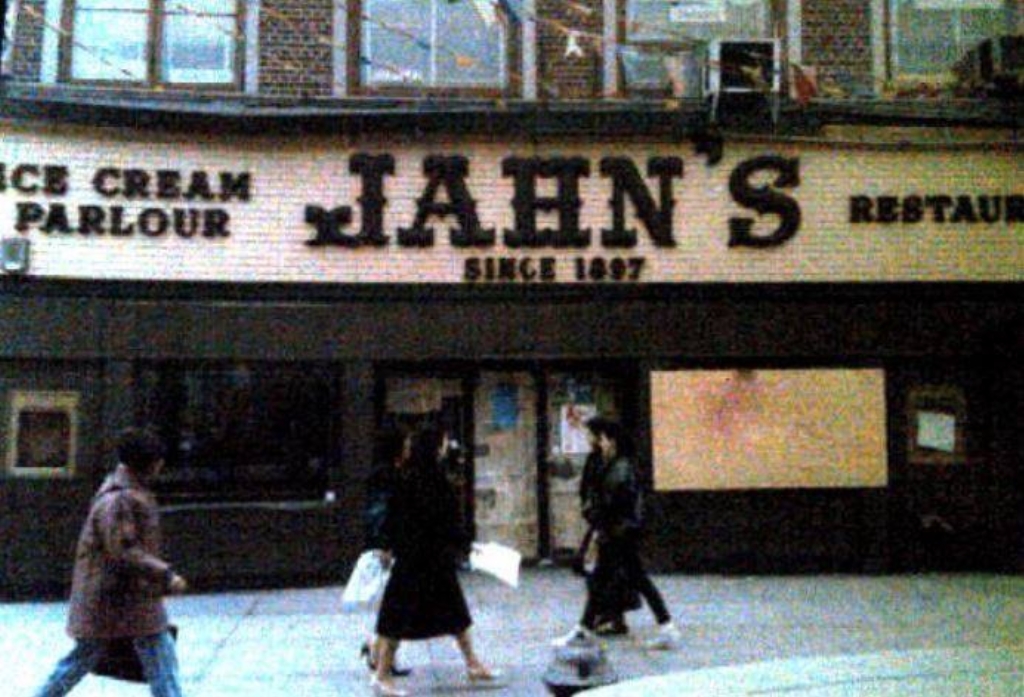 ICE CREAM
PARLOUR
JAHN'S
SINCE 1897
RESTAUR